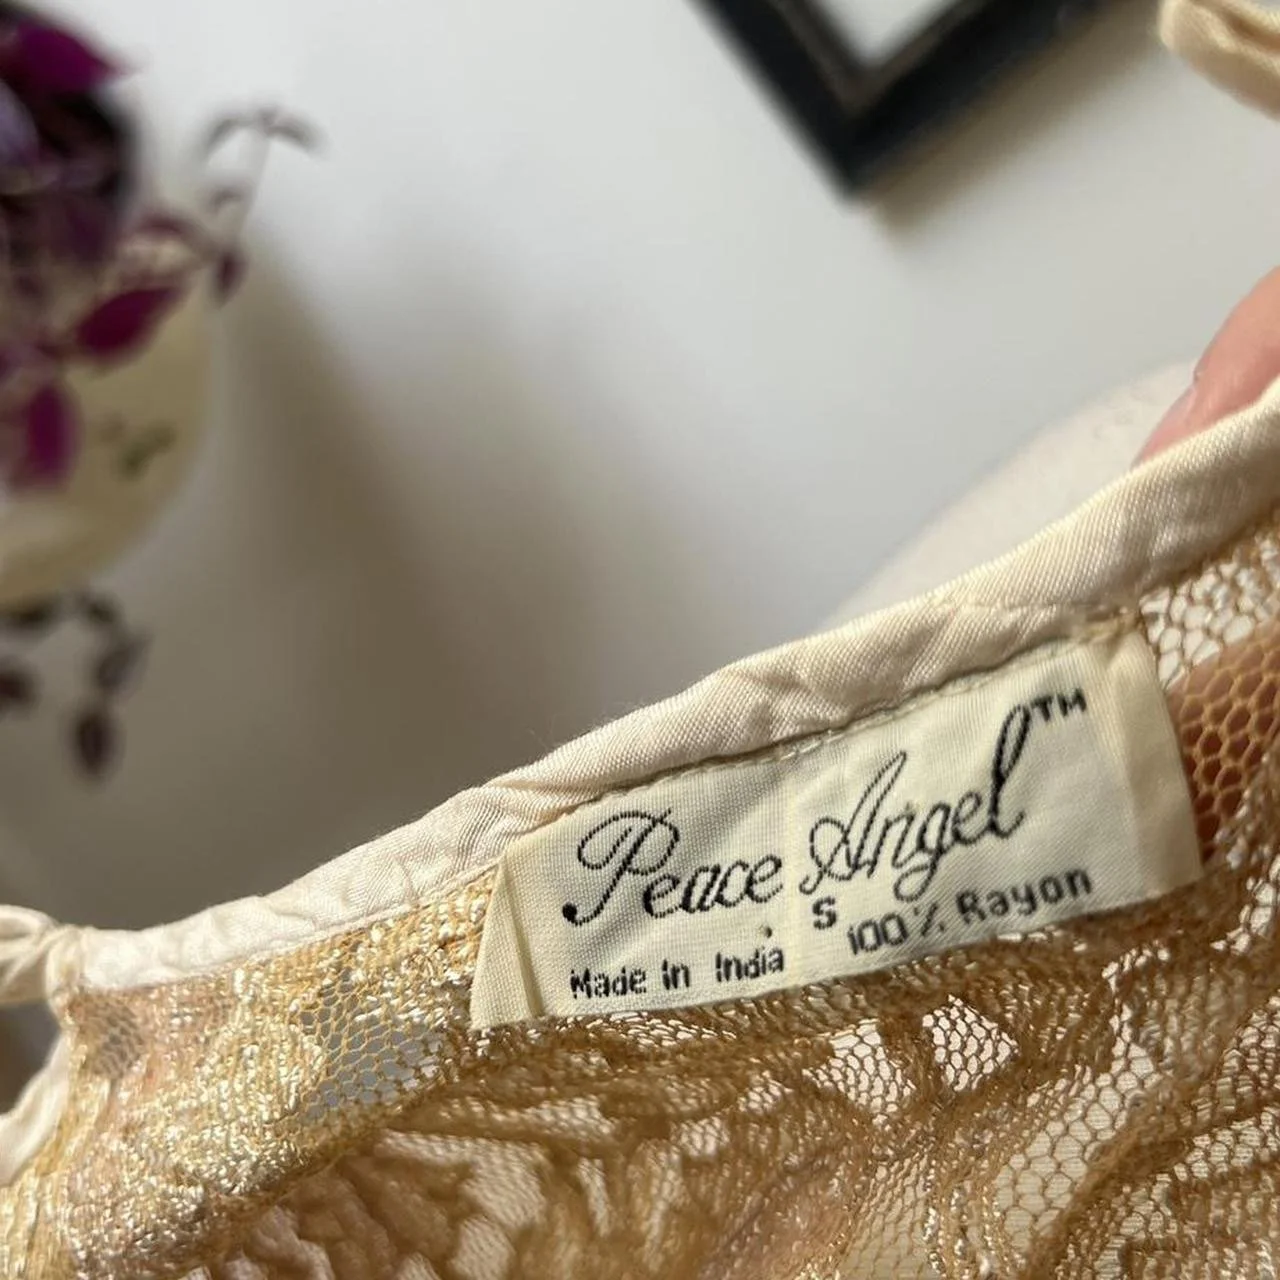 Peace Angel™
S
Made in India 100% Rayon